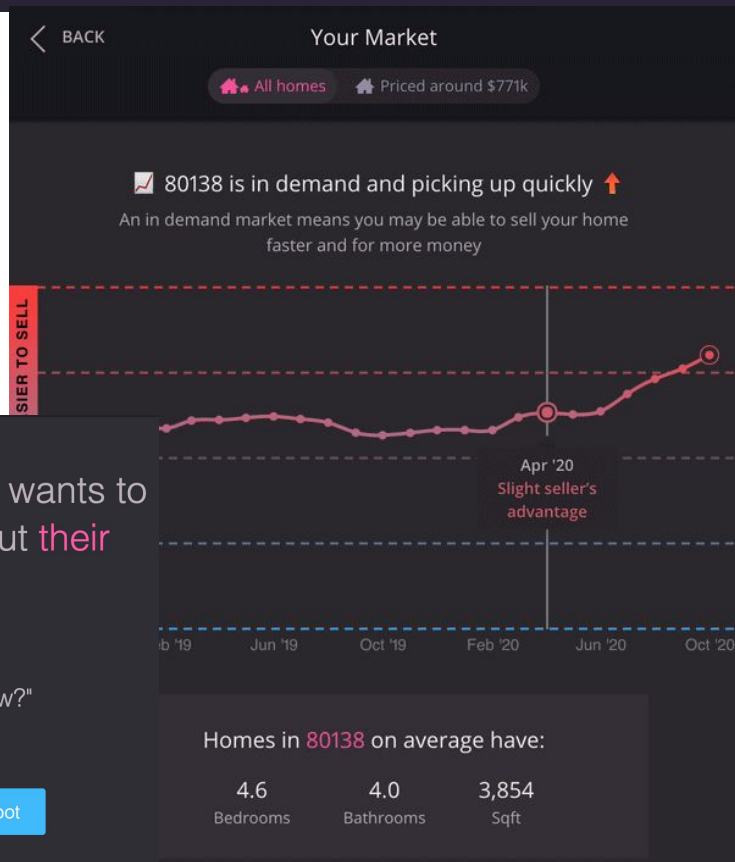 BACK
Your Market
All homes
Priced around $771k
80138 is in demand and picking up quickly
An in demand market means you may be able to sell your home
faster and for more money
TO SELL
Apr '20
Slight seller's
advantage
Jun '19
Oct '19
Feb '20
Jun '20
Oct '20
wants to
their
Homes in 80138 on average have:
4.6
4.0
3,854
Bedrooms
Bathrooms
Sqft